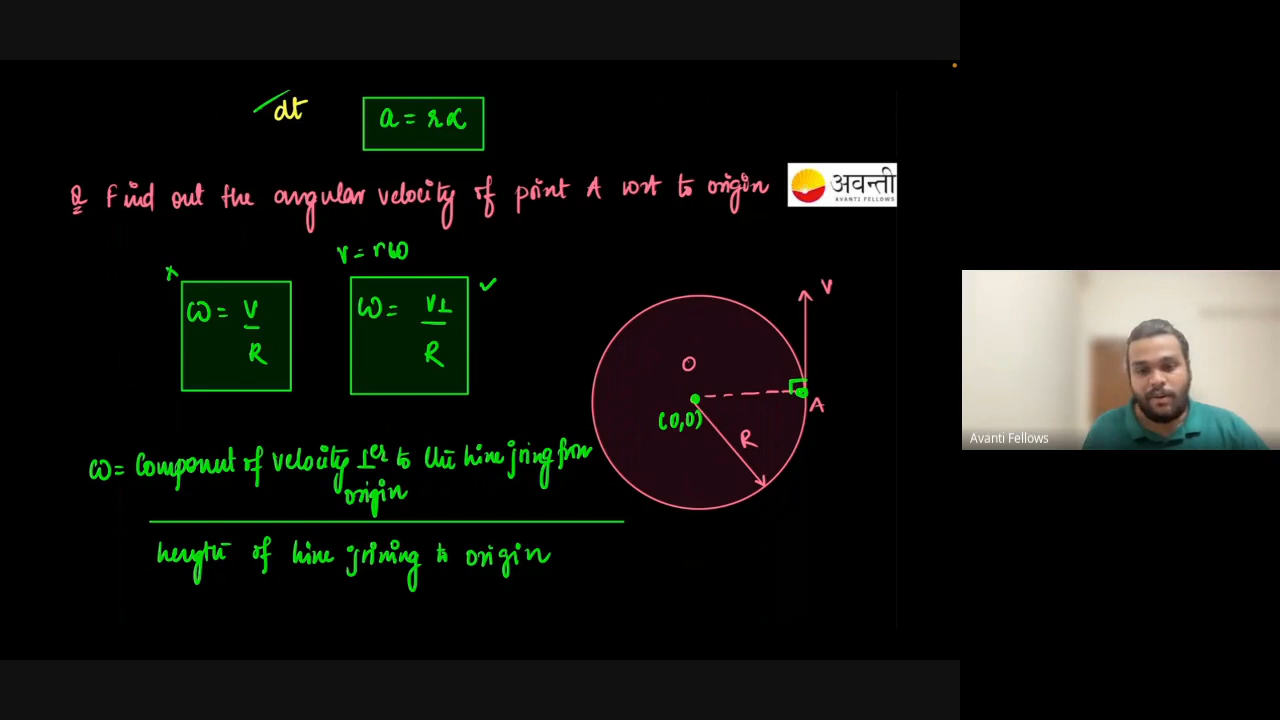 dt
a = rα
Q Find out the angular velocity of point A wrt to origin
अवन्ती
AVANTI FELLOWS
v = rω
x
ω = V
R
ω = V⊥
R
✓
V
O
A
(0,0)
R
ω = Component of velocity ⊥er to the line joing from
origin
length of line joining to origin
Avanti Fellows